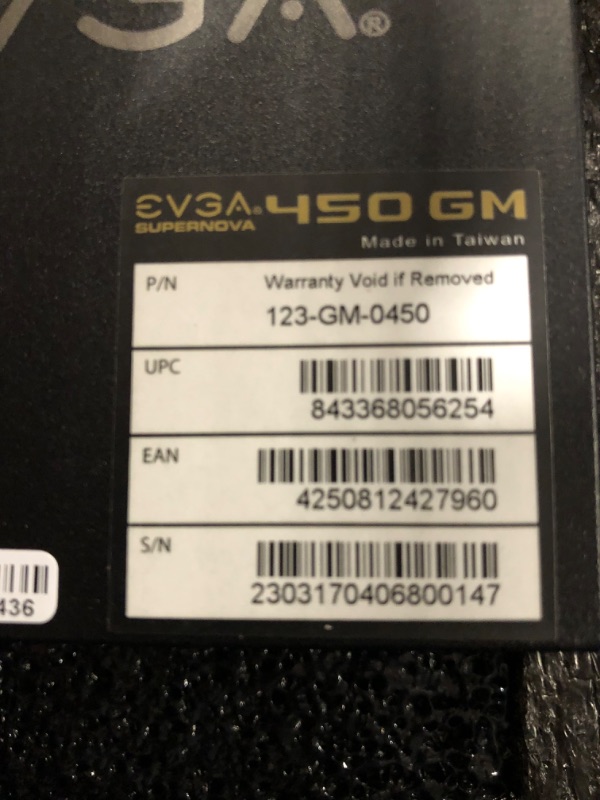 EVGA®
EVGA® 450 GM
SUPERNOVA
Made in Taiwan
P/N Warranty Void if Removed
123-GM-0450
UPC
843368056254
EAN
4250812427960
S/N
2303170406800147
436